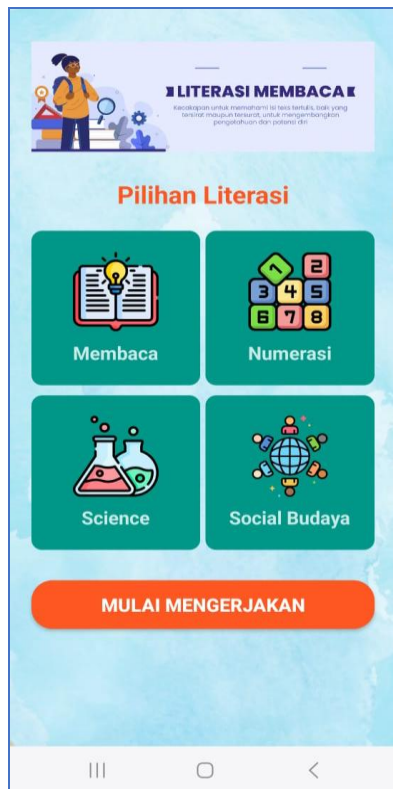 LITERASI MEMBACA
Kecakapan untuk memahami isi teks tertulis, baik yang
tersirat maupun tersurat, untuk mengembangkan
pengetahuan dan potensi diri
Pilihan Literasi
1 2
3 4 5
6 7 8
Membaca
Numerasi
Science
Social Budaya
MULAI MENGERJAKAN